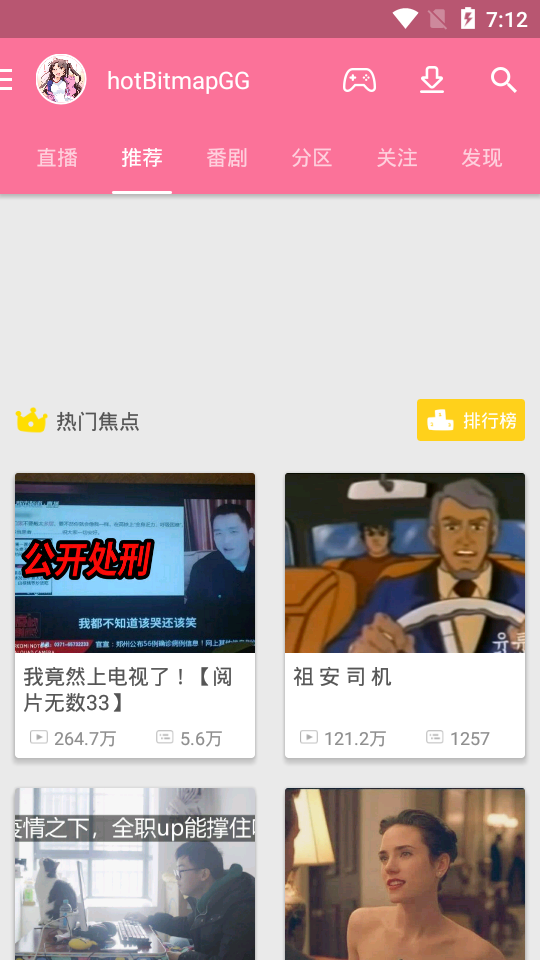 7:12
hotBitmapGG
直播 推荐 番剧 分区 关注 发现
热门焦点
排行榜
公开处刑
我都不知道该哭还该笑
我竟然上电视了！【阅
片无数33】
264.7万 5.6万
祖 安 司 机
121.2万 1257
疫情之下，全职up能撑住